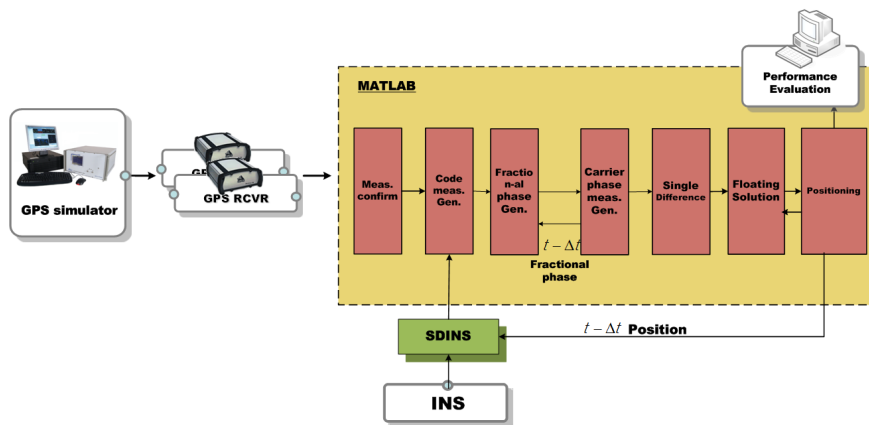 Performance
Evaluation
MATLAB
GPS simulator
GP
GPS RCVR
Meas.
confirm
Code
meas.
Gen.
Fractio
n-al
phase
Gen.
Carrier
phase
meas.
Gen.
Single
Difference
Floating
Solution
Positioning
t − Δt
Fractional
phase
SDINS
t − Δt Position
INS